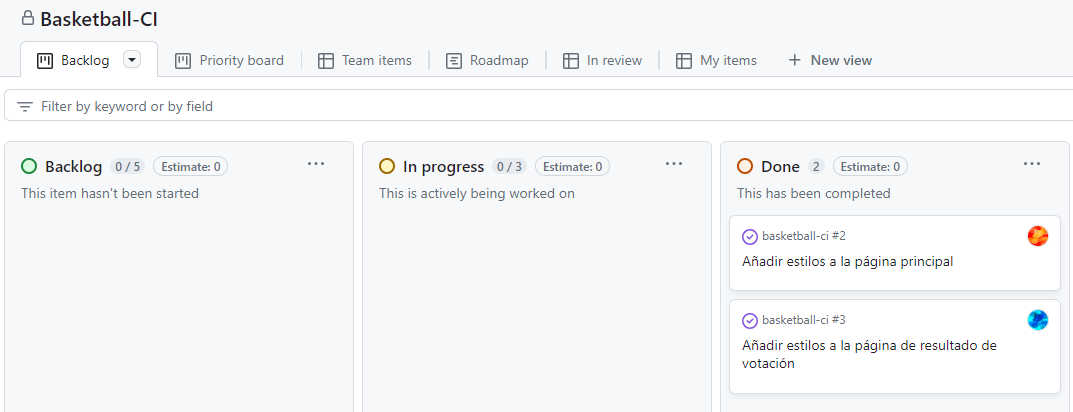 Basketball-CI
Backlog
Priority board
Team items
Roadmap
In review
My items
+ New view
Filter by keyword or by field
Backlog 0 / 5 Estimate: 0
This item hasn't been started
In progress 0 / 3 Estimate: 0
This is actively being worked on
Done 2 Estimate: 0
This has been completed
basketball-ci #2
Añadir estilos a la página principal
basketball-ci #3
Añadir estilos a la página de resultado de
votación